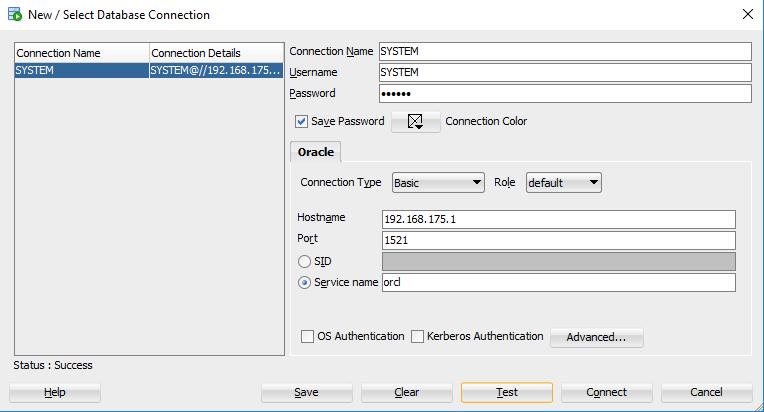 New / Select Database Connection
Connection Name Connection Details
SYSTEM SYSTEM@//192.168.175...
Connection Name SYSTEM
Username SYSTEM
Password ••••••
Save Password Connection Color
Oracle
Connection Type Basic Role default
Hostname 192.168.175.1
Port 1521
SID
Service name orcl
OS Authentication Kerberos Authentication Advanced...
Status : Success
Help Save Clear Test Connect Cancel